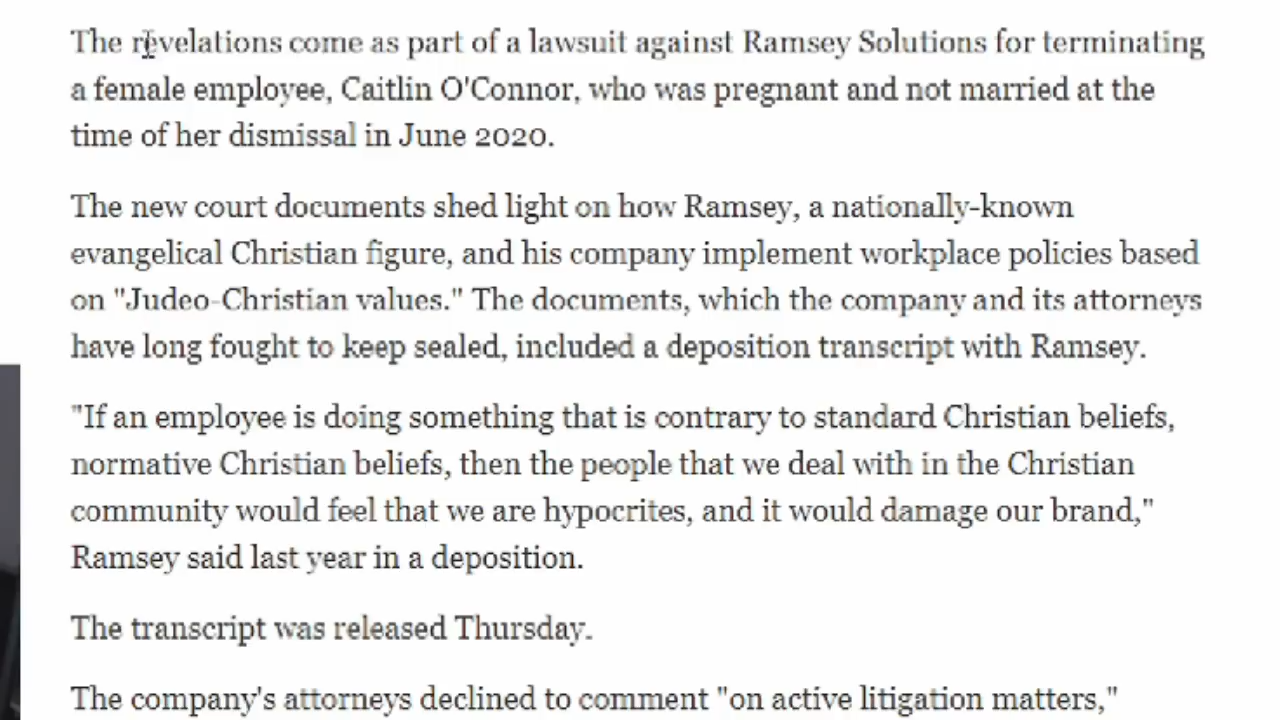 The revelations come as part of a lawsuit against Ramsey Solutions for terminating
a female employee, Caitlin O'Connor, who was pregnant and not married at the
time of her dismissal in June 2020.
The new court documents shed light on how Ramsey, a nationally-known
evangelical Christian figure, and his company implement workplace policies based
on "Judeo-Christian values." The documents, which the company and its attorneys
have long fought to keep sealed, included a deposition transcript with Ramsey.
"If an employee is doing something that is contrary to standard Christian beliefs,
normative Christian beliefs, then the people that we deal with in the Christian
community would feel that we are hypocrites, and it would damage our brand,"
Ramsey said last year in a deposition.
The transcript was released Thursday.
The company's attorneys declined to comment "on active litigation matters,"